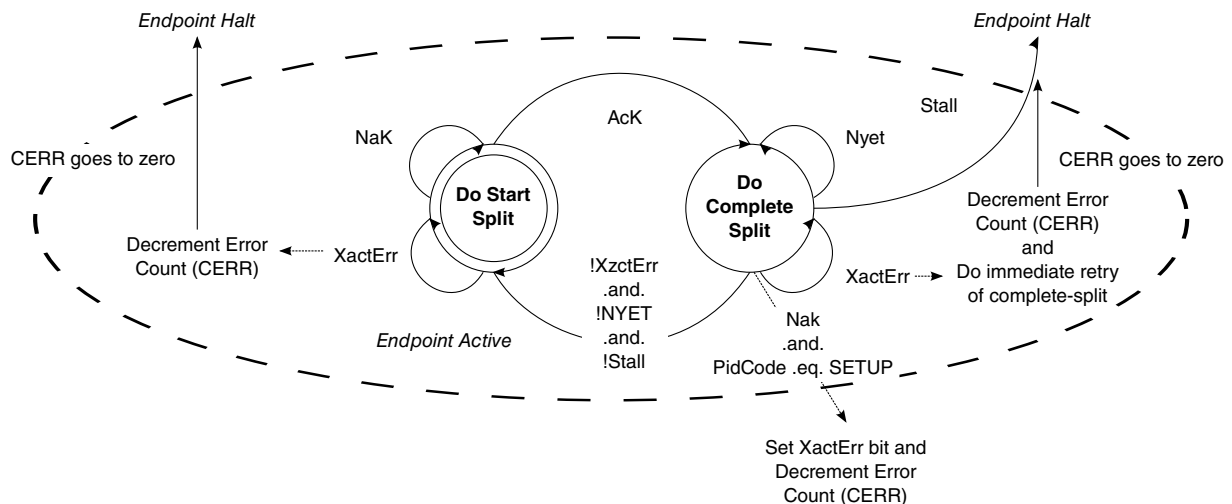 Endpoint Halt
Endpoint Halt
AcK
Stall
NaK
Nyet
CERR goes to zero
CERR goes to zero
Do Start
Split
Do
Complete
Split
Decrement Error
Count (CERR)
and
Do immediate retry
of complete-split
Decrement Error
Count (CERR)
XactErr
XactErr
!XzctErr
.and.
!NYET
.and.
!Stall
Endpoint Active
Nak
.and.
PidCode .eq. SETUP
Set XactErr bit and
Decrement Error
Count (CERR)